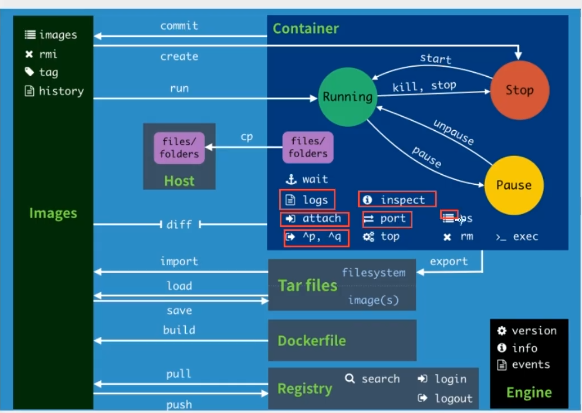 commit
Container
images
rmi
create
tag
start
history
run
Running
kill, stop
Stop
unpause
pause
files/
folders
cp
files/
folders
Host
wait
Pause
logs
inspect
Images
attach
port
diff
^p, ^q
top
rm
>_ exec
import
filesystem
export
load
Tar files
save
image(s)
build
Dockerfile
version
info
events
Engine
pull
search
login
Registry
logout
push